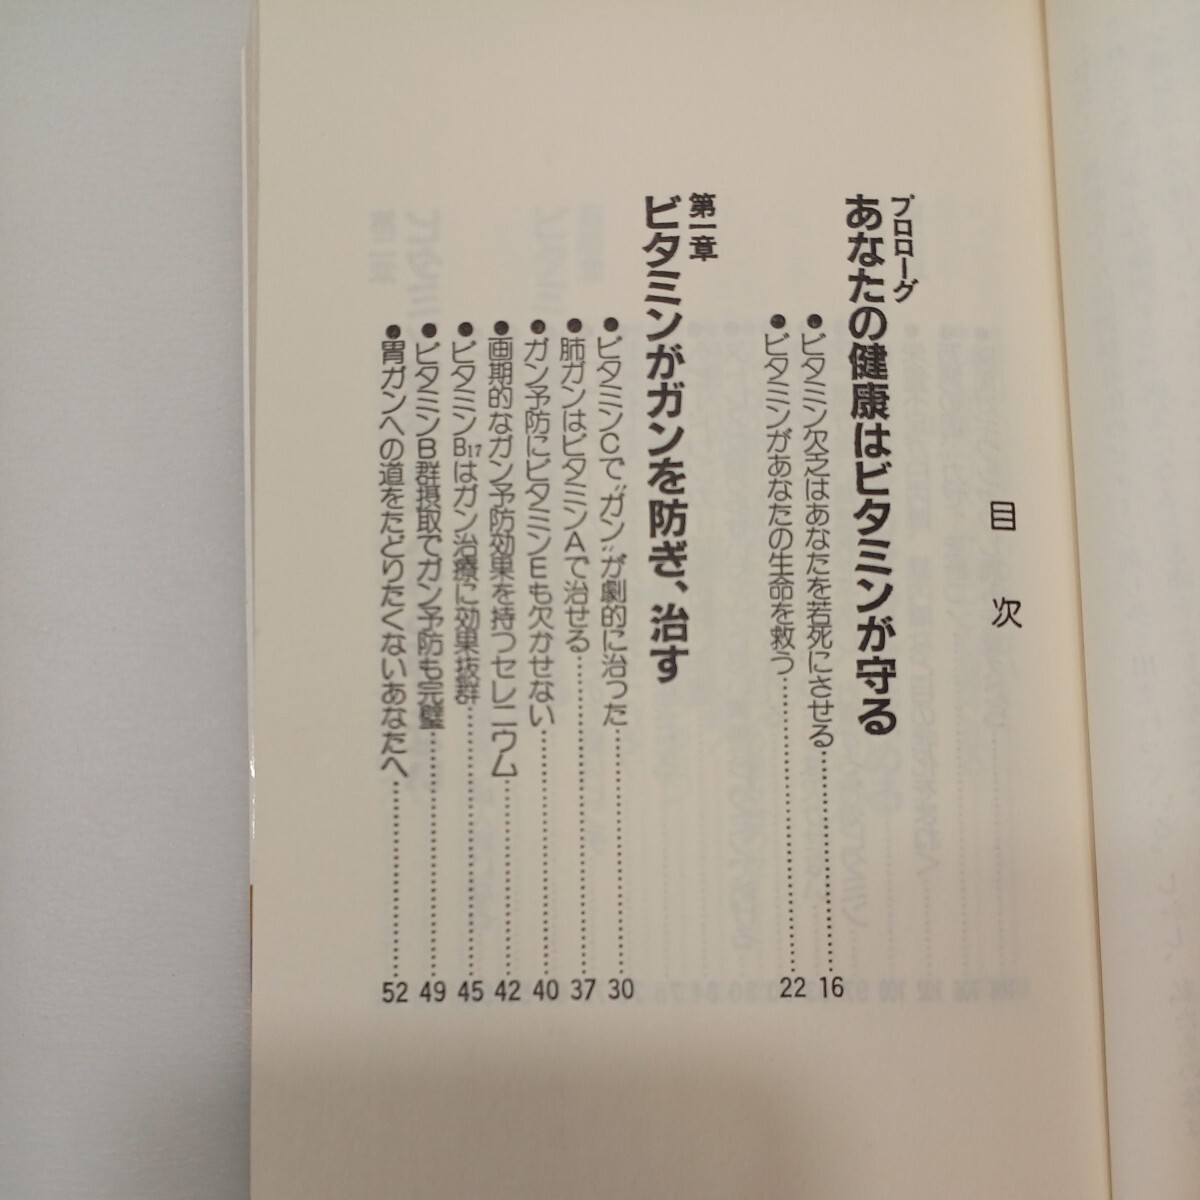 目次
プロローグ
あなたの健康はビタミンが守る
●ビタミン欠乏はあなたを若死にさせる……16
●ビタミンがあなたの生命を救う……22
第一章
ビタミンがガンを防ぎ、治す
●ビタミンCで〝ガン〟が劇的に治った……30
●肺ガンはビタミンAで治せる……37
●ガン予防にビタミンEも欠かせない……40
●画期的なガン予防効果を持つセレニウム……42
●ビタミンB17はガン治療に効果抜群……45
●ビタミンB群摂取でガン予防も完璧……49
●胃ガンへの道をたどりたくないあなたへ……52